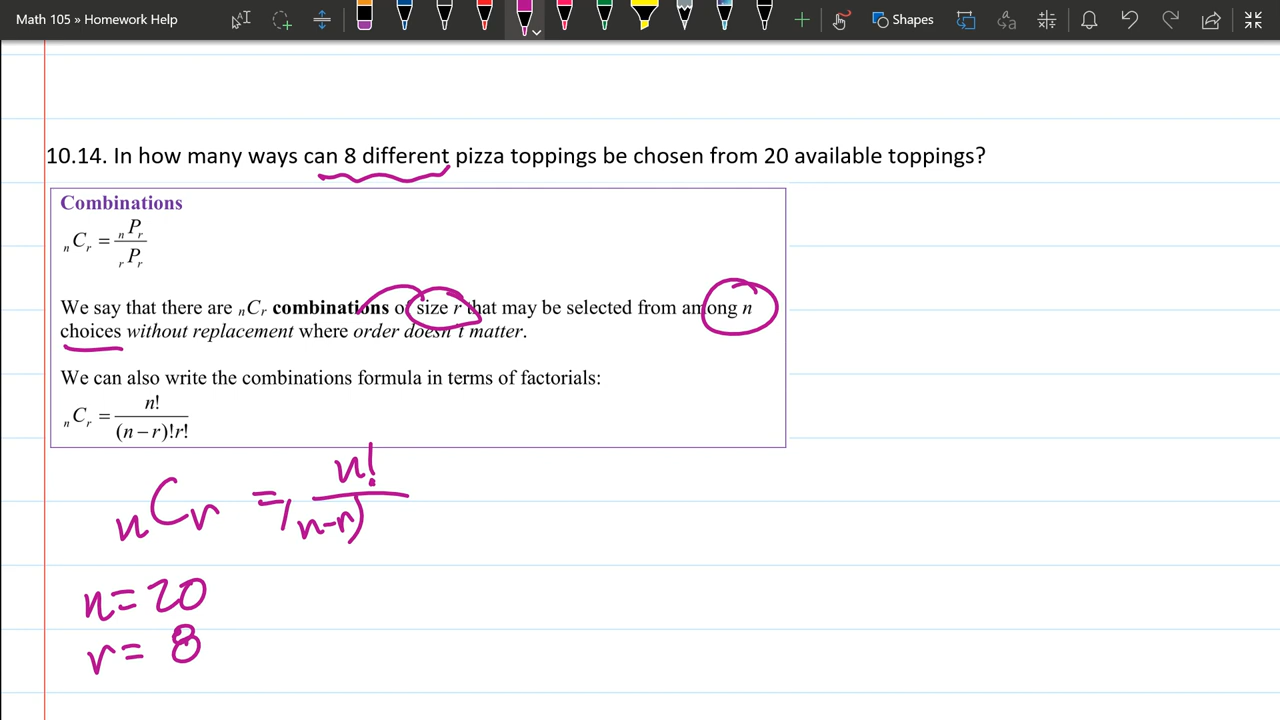 Math 105 » Homework Help
Shapes
10.14. In how many ways can 8 different pizza toppings be chosen from 20 available toppings?
Combinations
nCr = nPr / rPr
We say that there are nCr combinations of size r that may be selected from among n
choices without replacement where order doesn't matter.
We can also write the combinations formula in terms of factorials:
nCr = n! / (n − r)!r!
nCr = n! / (n-r)
n=20
r= 8